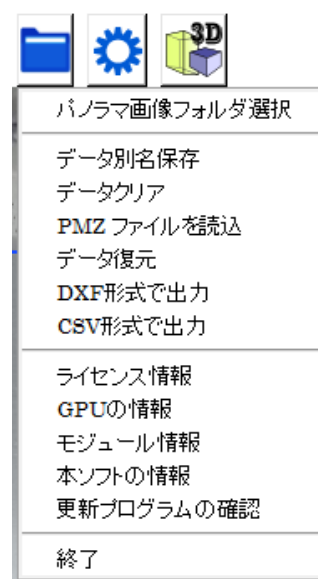 3D
パノラマ画像フォルダ選択
データ別名保存
データクリア
PMZ ファイルを読込
データ復元
DXF形式で出力
CSV形式で出力
ライセンス情報
GPUの情報
モジュール情報
本ソフトの情報
更新プログラムの確認
終了